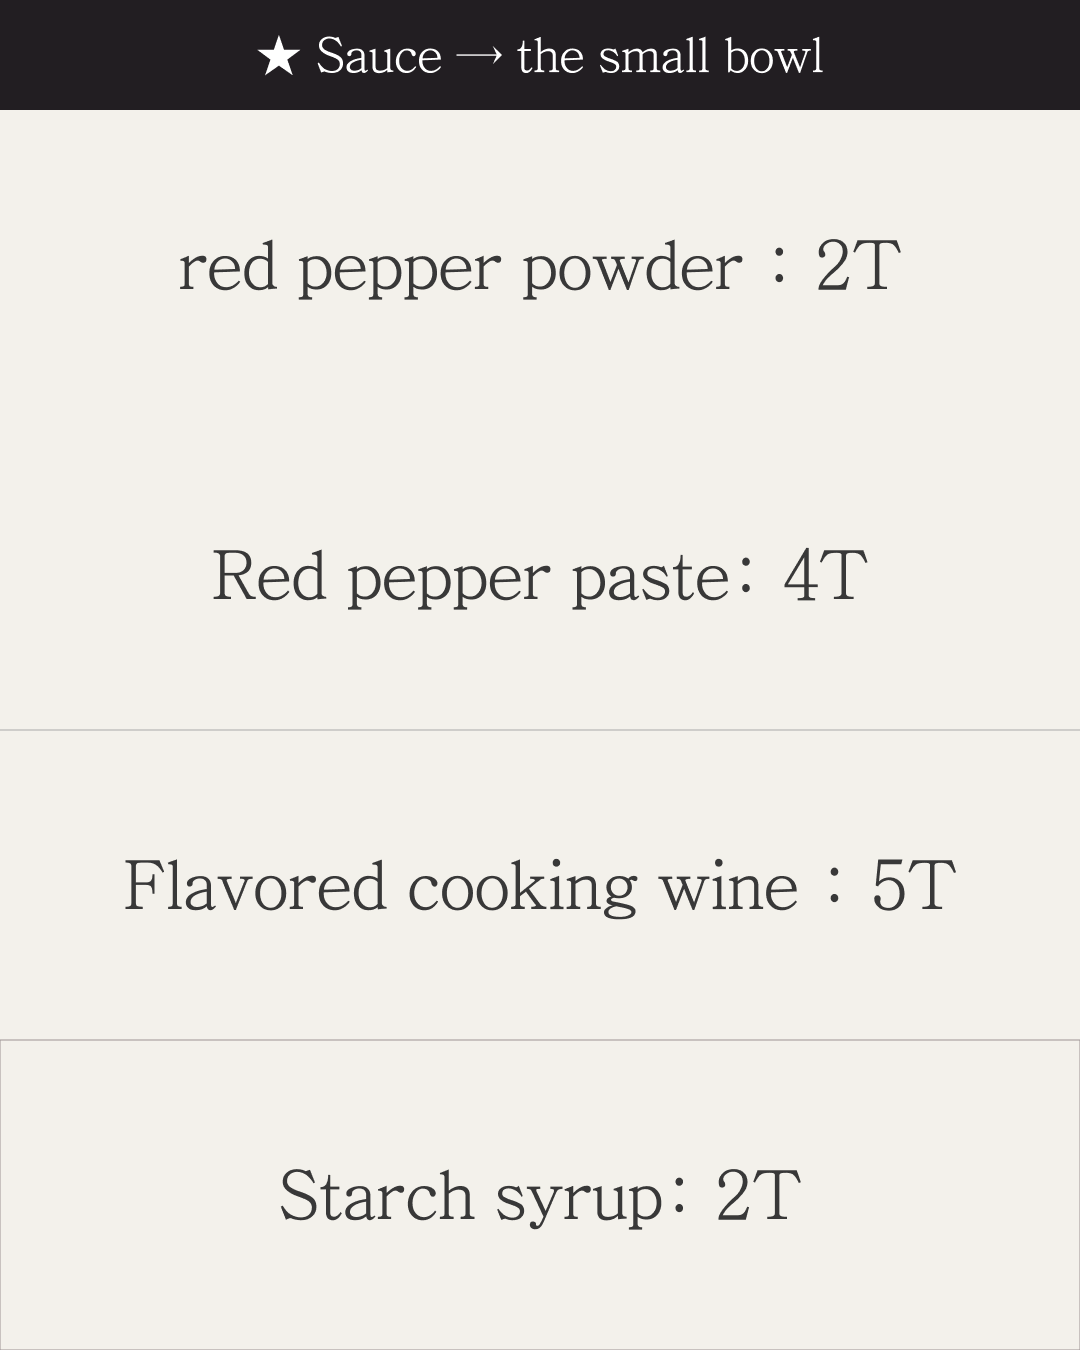 ★ Sauce → the small bowl
red pepper powder : 2T
Red pepper paste: 4T
Flavored cooking wine : 5T
Starch syrup: 2T